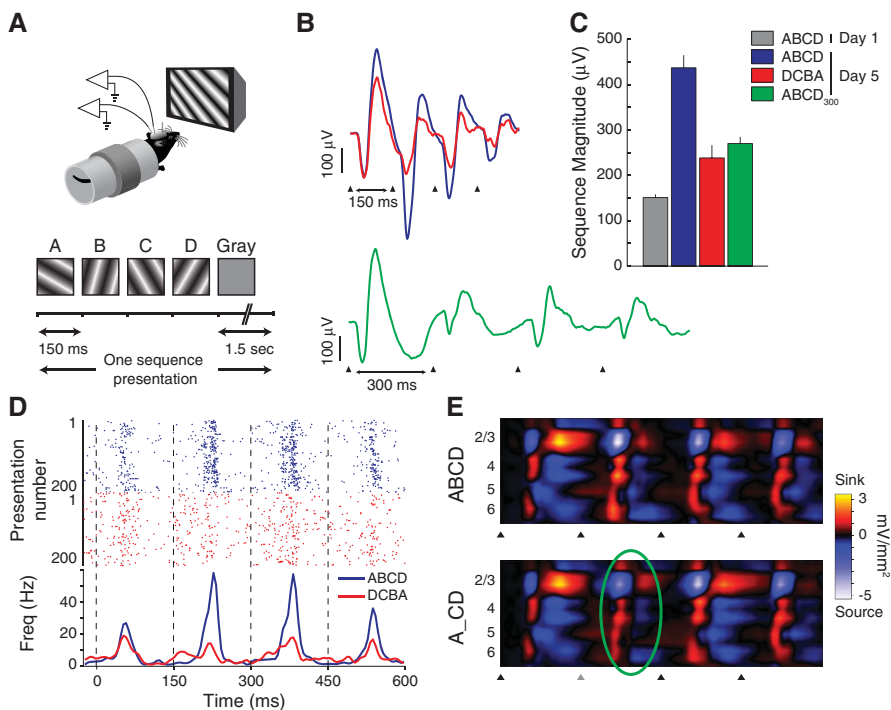 A
A B C D Gray
150 ms 1.5 sec
One sequence
presentation
B
100 µV
150 ms
100 µV
300 ms
C
Sequence Magnitude (µV)
500
400
300
200
100
0
ABCD Day 1
ABCD
DCBA Day 5
ABCD300
D
Presentation
number
1
200
1
200
Freq (Hz)
60
40
20
0
ABCD
DCBA
0 150 300 450 600
Time (ms)
E
ABCD
2/3
4
5
6
A_CD
2/3
4
5
6
Sink
3
0
-5
Source
mV/mm2